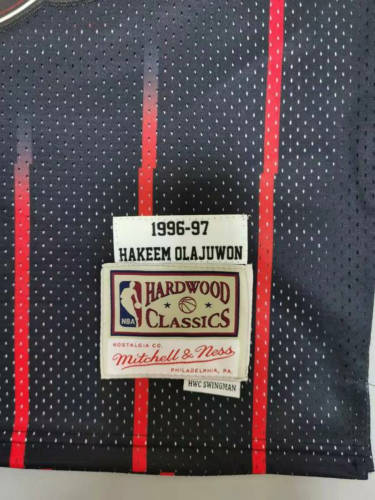 1996-97
HAKEEM OLAJUWON
NBA
HARDWOOD
CLASSICS
NOSTALGIA CO.
Mitchell & Ness
PHILADELPHIA, PA.
HWC SWINGMAN